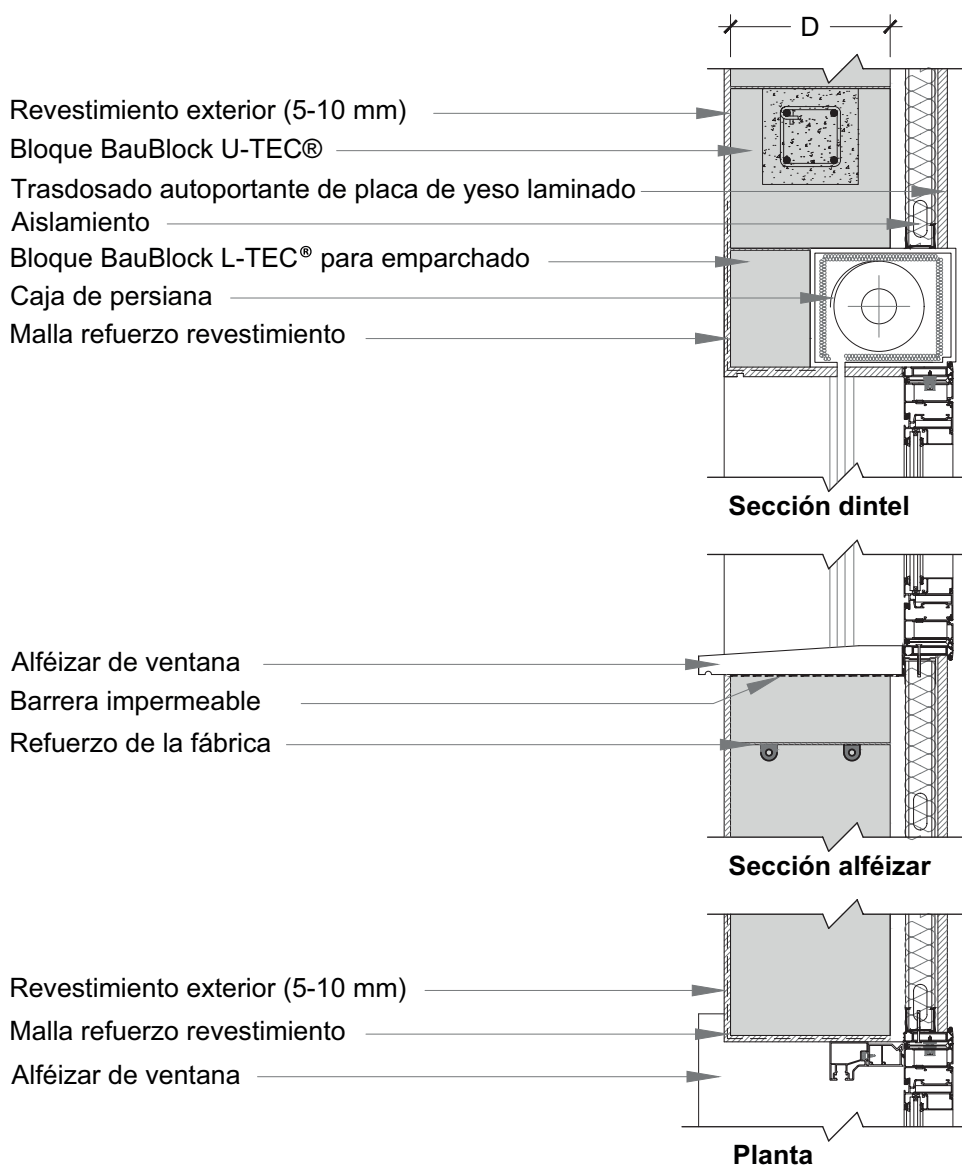 D
Revestimiento exterior (5-10 mm)
Bloque BauBlock U-TEC®
Trasdosado autoportante de placa de yeso laminado
Aislamiento
Bloque BauBlock L-TEC® para emparchado
Caja de persiana
Malla refuerzo revestimiento
Sección dintel
Alféizar de ventana
Barrera impermeable
Refuerzo de la fábrica
Sección alféizar
Revestimiento exterior (5-10 mm)
Malla refuerzo revestimiento
Alféizar de ventana
Planta